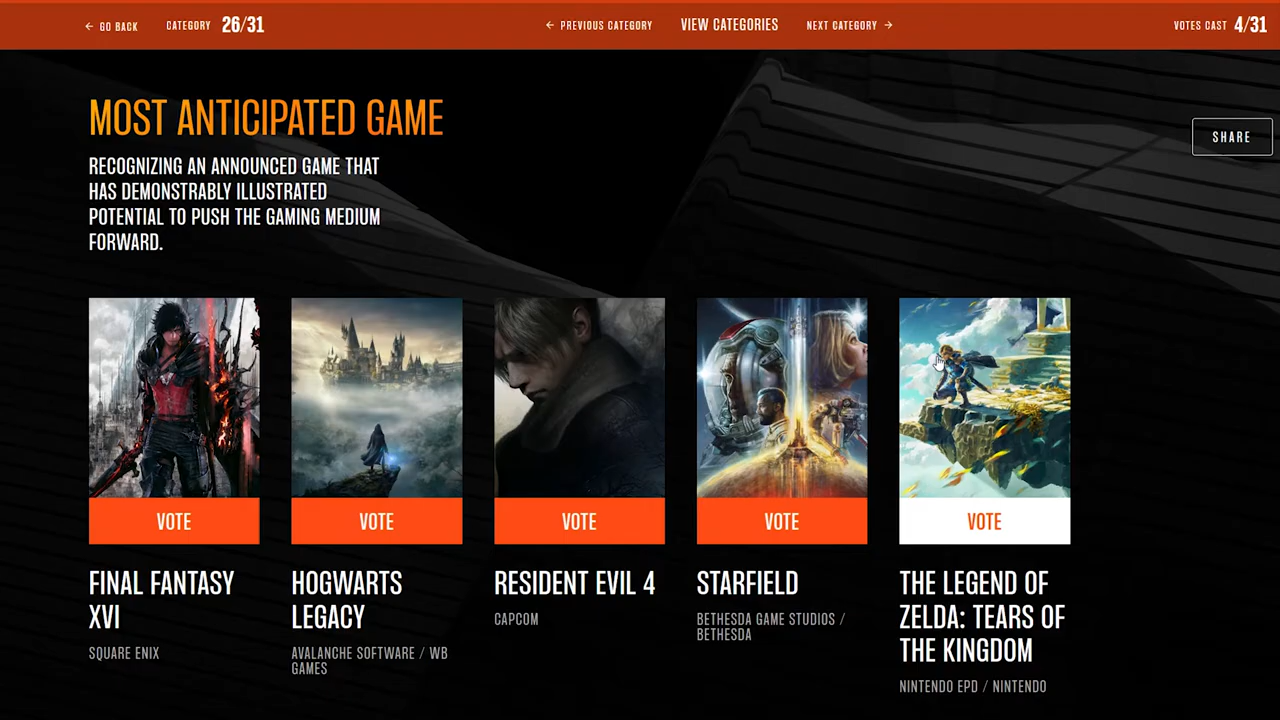 ← GO BACK
CATEGORY 26/31
← PREVIOUS CATEGORY
VIEW CATEGORIES
NEXT CATEGORY →
VOTES CAST 4/31
MOST ANTICIPATED GAME
SHARE
RECOGNIZING AN ANNOUNCED GAME THAT
HAS DEMONSTRABLY ILLUSTRATED
POTENTIAL TO PUSH THE GAMING MEDIUM
FORWARD.
VOTE
FINAL FANTASY
XVI
SQUARE ENIX
VOTE
HOGWARTS
LEGACY
AVALANCHE SOFTWARE / WB
GAMES
VOTE
RESIDENT EVIL 4
CAPCOM
VOTE
STARFIELD
BETHESDA GAME STUDIOS /
BETHESDA
VOTE
THE LEGEND OF
ZELDA: TEARS OF
THE KINGDOM
NINTENDO EPD / NINTENDO